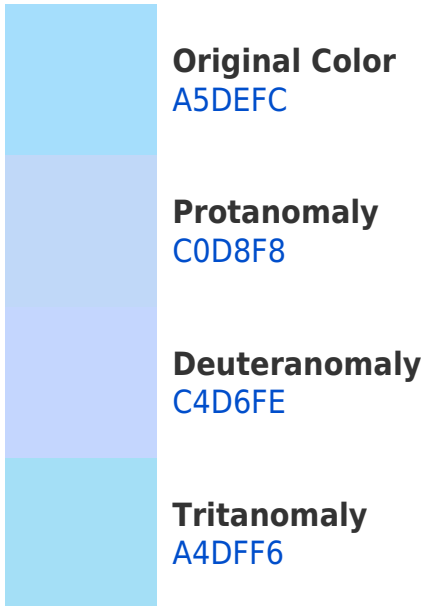 Original Color
A5DEFC
Protanomaly
C0D8F8
Deuteranomaly
C4D6FE
Tritanomaly
A4DFF6